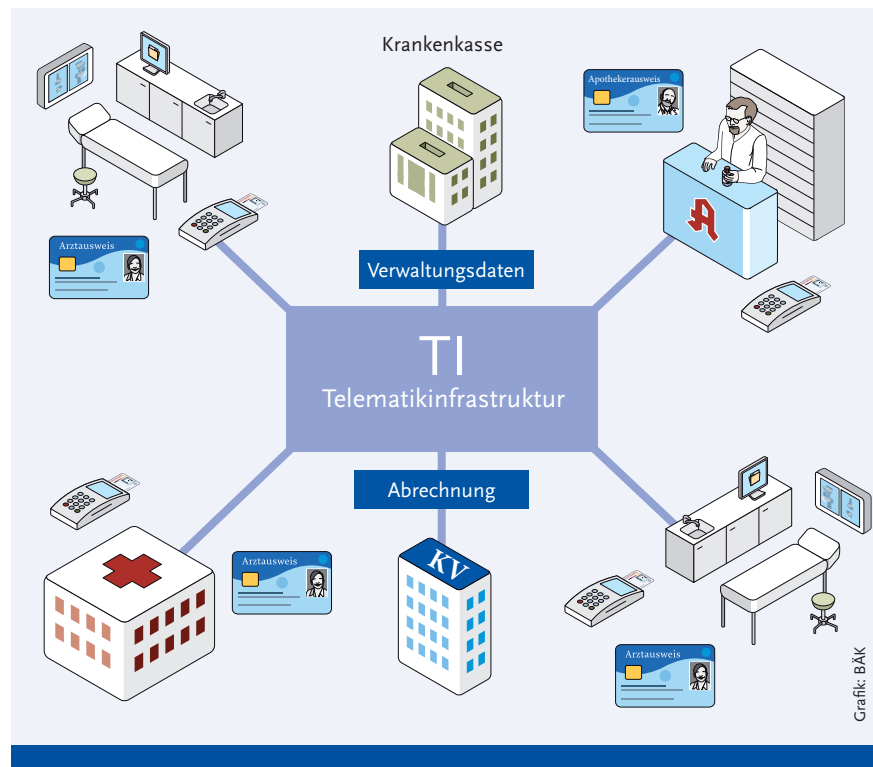 Krankenkasse
Apothekerausweis
Arztausweis
Verwaltungsdaten
TI
Telematikinfrastruktur
Abrechnung
Arztausweis
KV
Arztausweis
Grafik: BÄK